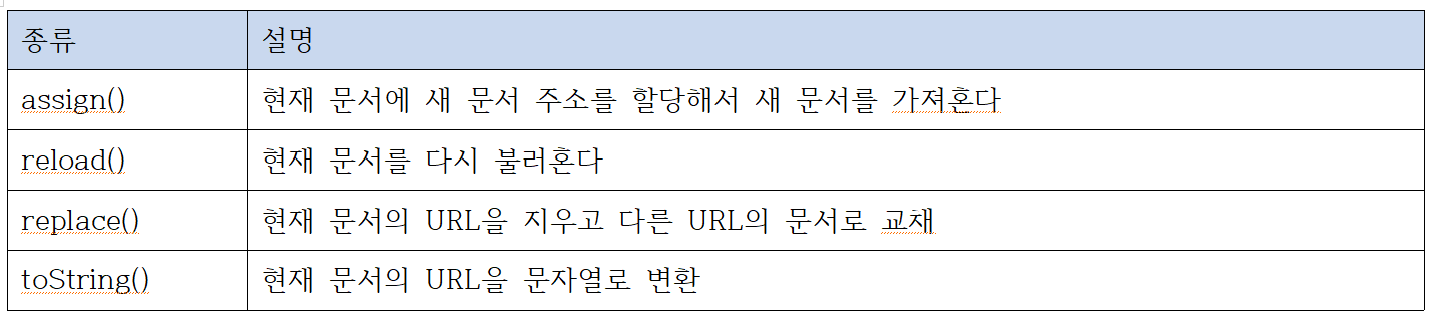 종류 설명
assign() 현재 문서에 새 문서 주소를 할당해서 새 문서를 가져혼다
reload() 현재 문서를 다시 불러혼다
replace() 현재 문서의 URL을 지우고 다른 URL의 문서로 교채
toString() 현재 문서의 URL을 문자열로 변환